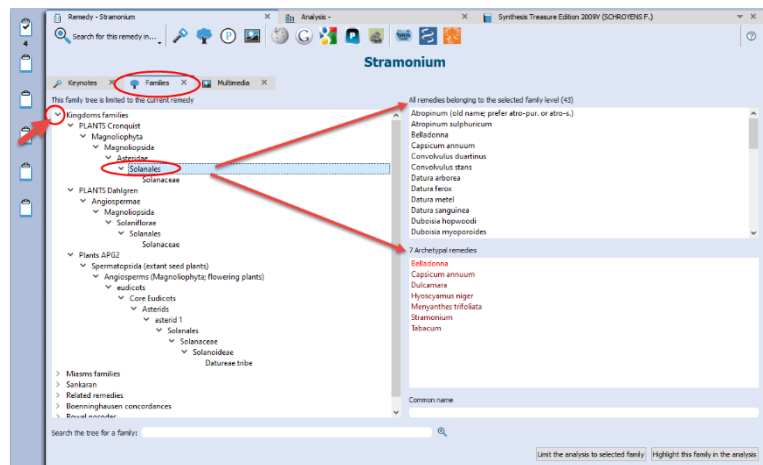 Remedy - Stramonium
Analysis -
Synthesis Treasure Edition 2009V (SCHROYENS F.)
4
Search for this remedy in...
Stramonium
Keynotes
Families
Multimedia
This family tree is limited to the current remedy
Kingdoms families
PLANTS Cronquist
Magnoliophyta
Magnoliopsida
Asteridae
Solanales
Solanaceae
PLANTS Dahlgren
Angiospermae
Magnoliopsida
Solaniflorae
Solanales
Solanaceae
Plants APG2
Spermatopsida (extant seed plants)
Angiosperms (Magnoliophyta; flowering plants)
eudicots
Core Eudicots
Asterids
asterid 1
Solanales
Solanaceae
Solanoideae
Datureae tribe
Miasms families
Sankaran
Related remedies
Boenninghausen concordances
Search the tree for a family:
All remedies belonging to the selected family level (43)
Atropinum (old name; prefer atro-pur. or atro-s.)
Atropinum sulphuricum
Belladonna
Capsicum annuum
Convolvulus duartinus
Convolvulus stans
Datura arborea
Datura ferox
Datura metel
Datura sanguinea
Duboisia hopwoodi
Duboisia myoporoides
7 Archetypal remedies
Belladonna
Capsicum annuum
Dulcamara
Hyoscyamus niger
Menyanthes trifoliata
Stramonium
Tabacum
Common name
Limit the analysis to selected family
Highlight this family in the analysis